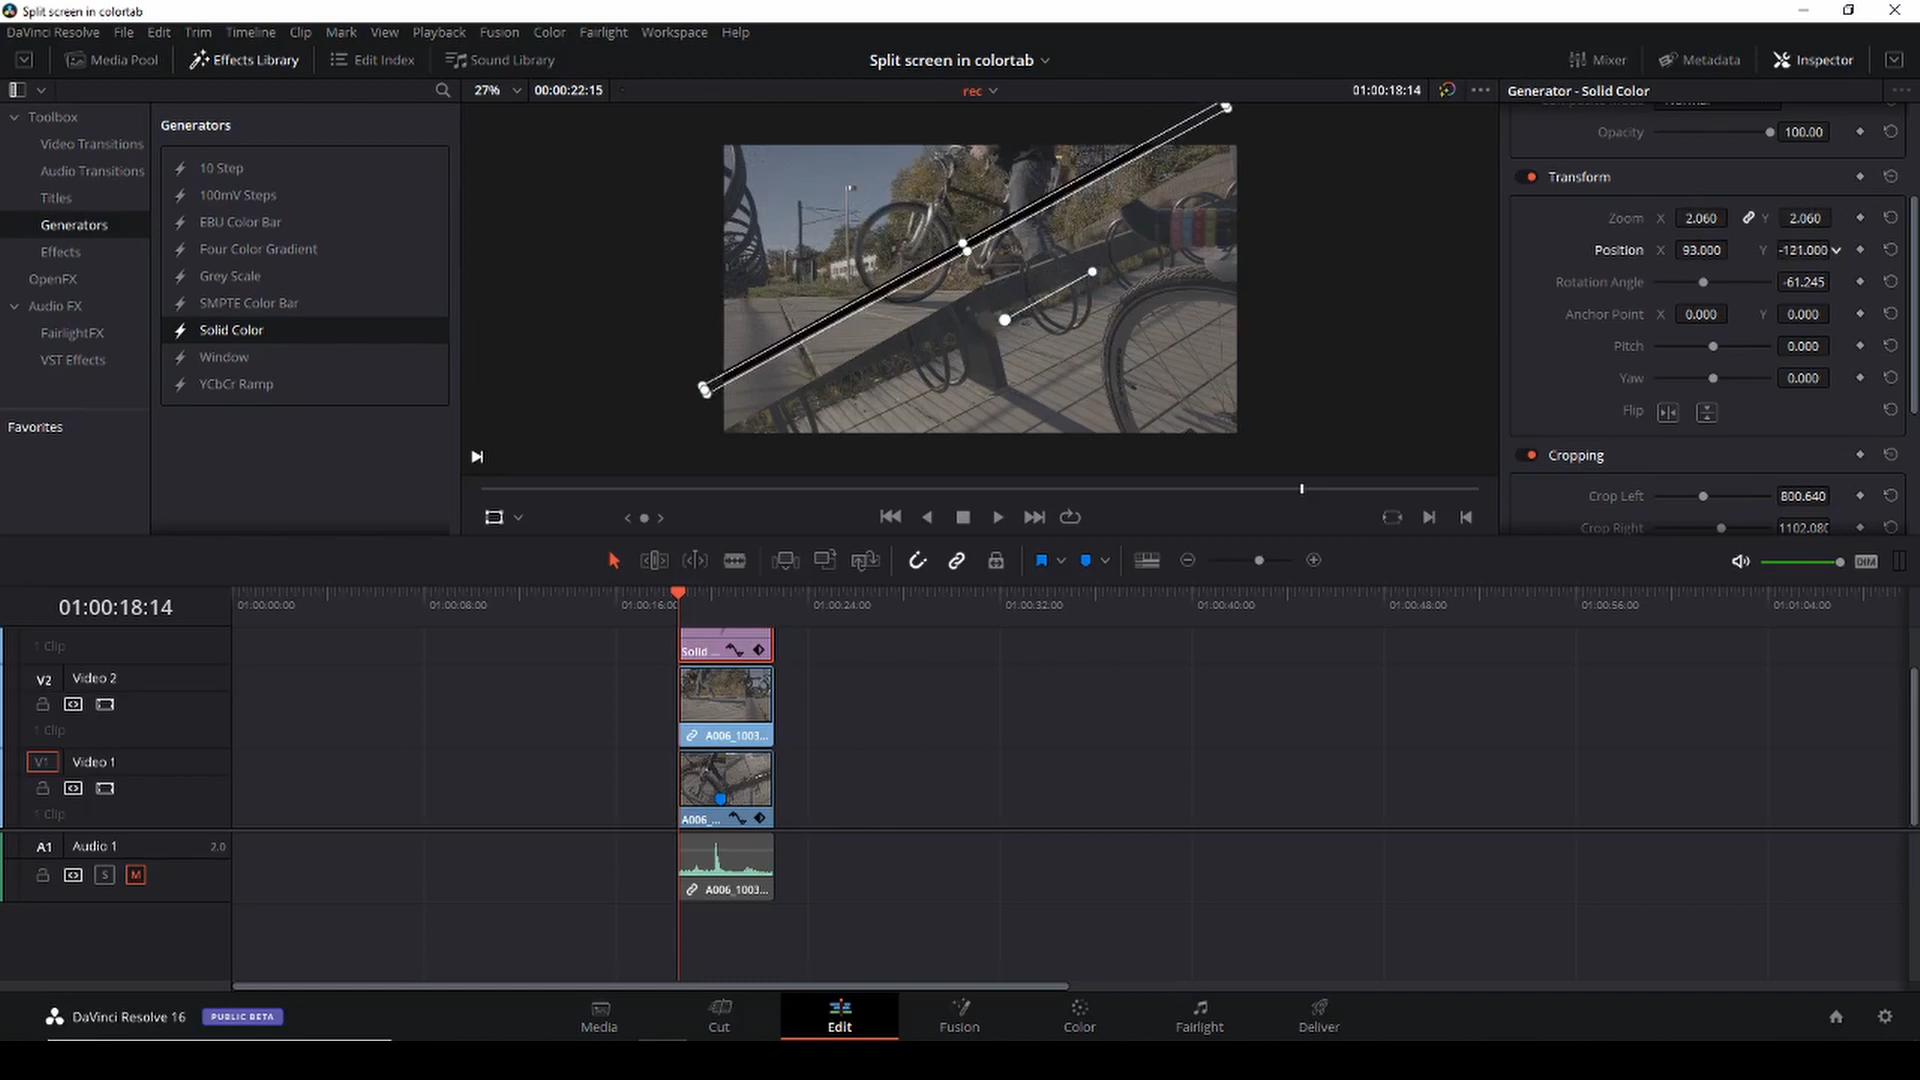 Split screen in colortab
DaVinci Resolve File Edit Trim Timeline Clip Mark View Playback Fusion Color Fairlight Workspace Help
Media Pool Effects Library Edit Index Sound Library Split screen in colortab Mixer Metadata Inspector
27% 00:00:22:15 rec 01:00:18:14 Generator - Solid Color
Toolbox
Video Transitions
Audio Transitions
Titles
Generators
Effects
OpenFX
Audio FX
FairlightFX
VST Effects
Favorites
Generators
10 Step
100mV Steps
EBU Color Bar
Four Color Gradient
Grey Scale
SMPTE Color Bar
Solid Color
Window
YCbCr Ramp
Opacity 100.00
Transform
Zoom X 2.060 Y 2.060
Position X 93.000 Y -121.000
Rotation Angle -61.245
Anchor Point X 0.000 Y 0.000
Pitch 0.000
Yaw 0.000
Flip
Cropping
Crop Left 800.640
Crop Right 1102.080
DIM
01:00:18:14 01:00:00:00 01:00:08:00 01:00:16:00 01:00:24:00 01:00:32:00 01:00:40:00 01:00:48:00 01:00:56:00 01:01:04:00
1 Clip
Solid ...
V2 Video 2
1 Clip
A006_1003...
V1 Video 1
1 Clip
A006_...
A1 Audio 1 2.0
S M
A006_1003...
DaVinci Resolve 16 PUBLIC BETA
Media Cut Edit Fusion Color Fairlight Deliver